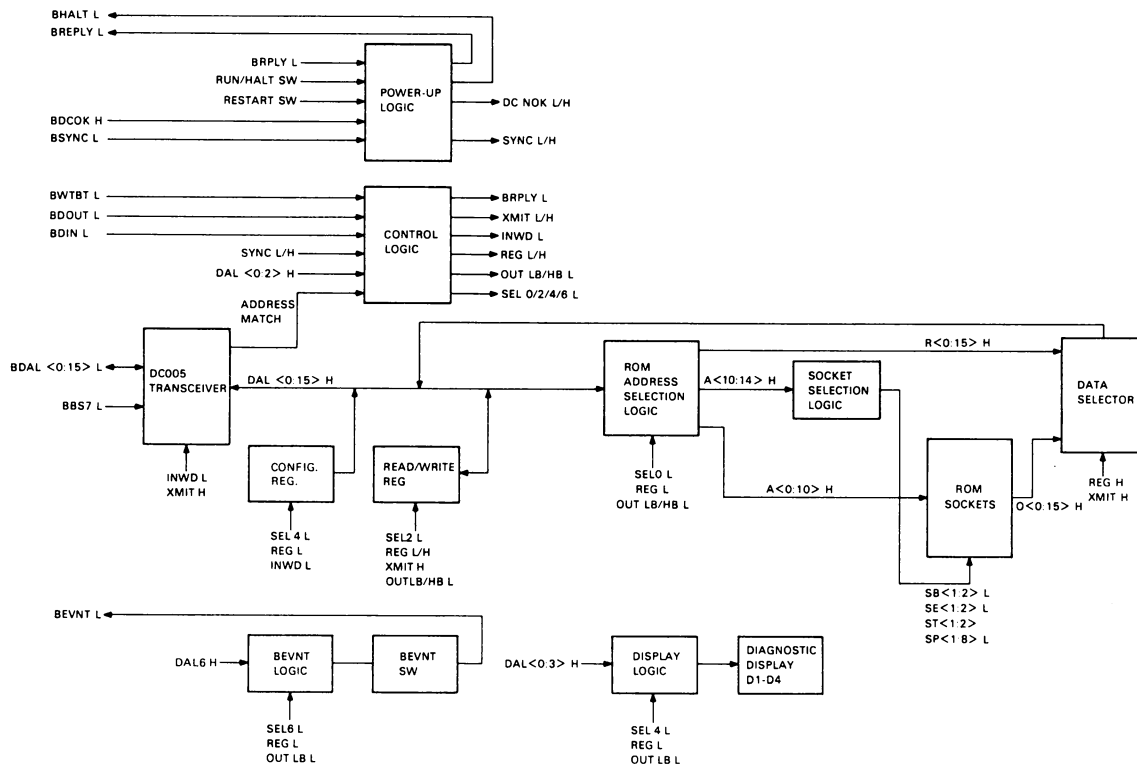 BHALT L
BREPLY L
BRPLY L
RUN/HALT SW
RESTART SW
BDCOK H
BSYNC L
POWER-UP
LOGIC
DC NOK L/H
SYNC L/H
BWTBT L
BDOUT L
BDIN L
SYNC L/H
DAL <0:2> H
ADDRESS
MATCH
CONTROL
LOGIC
BRPLY L
XMIT L/H
INWD L
REG L/H
OUT LB/HB L
SEL 0/2/4/6 L
BDAL <0:15> L
BBS7 L
DC005
TRANSCEIVER
INWD L
XMIT H
DAL <0:15> H
CONFIG.
REG.
SEL 4 L
REG L
INWD L
READ/WRITE
REG
SEL2 L
REG L/H
XMIT H
OUTLB/HB L
ROM
ADDRESS
SELECTION
LOGIC
SEL0 L
REG L
OUT LB/HB L
R<0:15> H
A<10:14> H
SOCKET
SELECTION
LOGIC
A<0:10> H
ROM
SOCKETS
SB<1:2> L
SE<1:2> L
ST<1:2>
SP<1:8> L
O<0:15> H
DATA
SELECTOR
REG H
XMIT H
BEVNT L
DAL6 H
BEVNT
LOGIC
SEL6 L
REG L
OUT LB L
BEVNT
SW
DAL<0:3> H
DISPLAY
LOGIC
SEL 4 L
REG L
OUT LB L
DIAGNOSTIC
DISPLAY
D1-D4